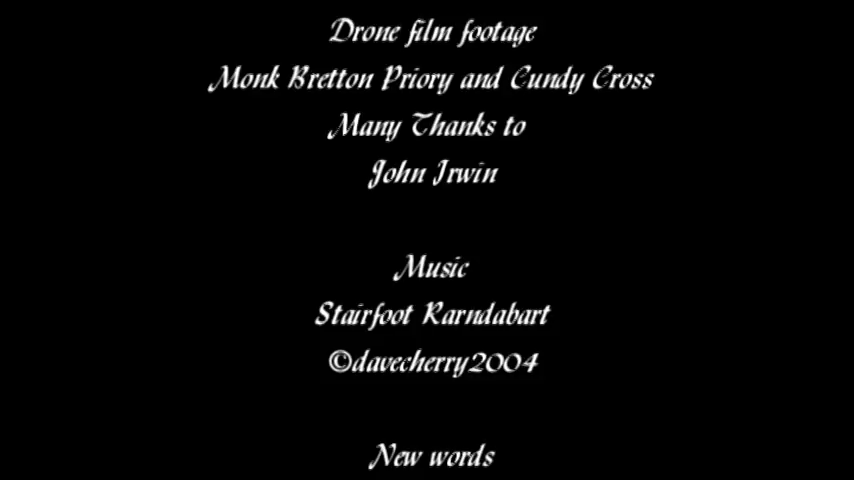 Drone film footage
Monk Bretton Priory and Cundy Cross
Many Thanks to
John Irwin
Music
Stairfoot Rarndabart
©davecherry2004
New words